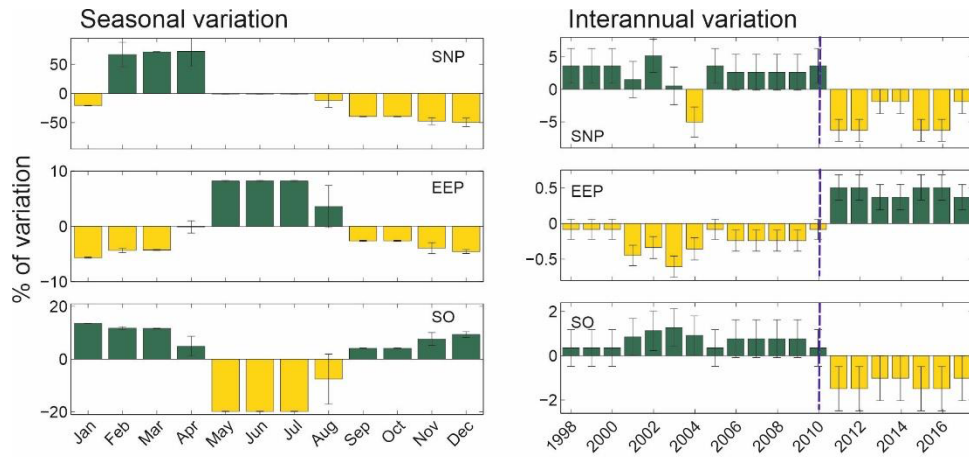 Seasonal variation
Interannual variation
% of variation
50
0
−50
SNP
10
0
−10
EEP
20
0
−20
SO
Jan Feb Mar Apr May Jun Jul Aug Sep Oct Nov Dec
5
0
−5
SNP
0.5
0
−0.5
EEP
2
0
−2
SO
1998 2000 2002 2004 2006 2008 2010 2012 2014 2016